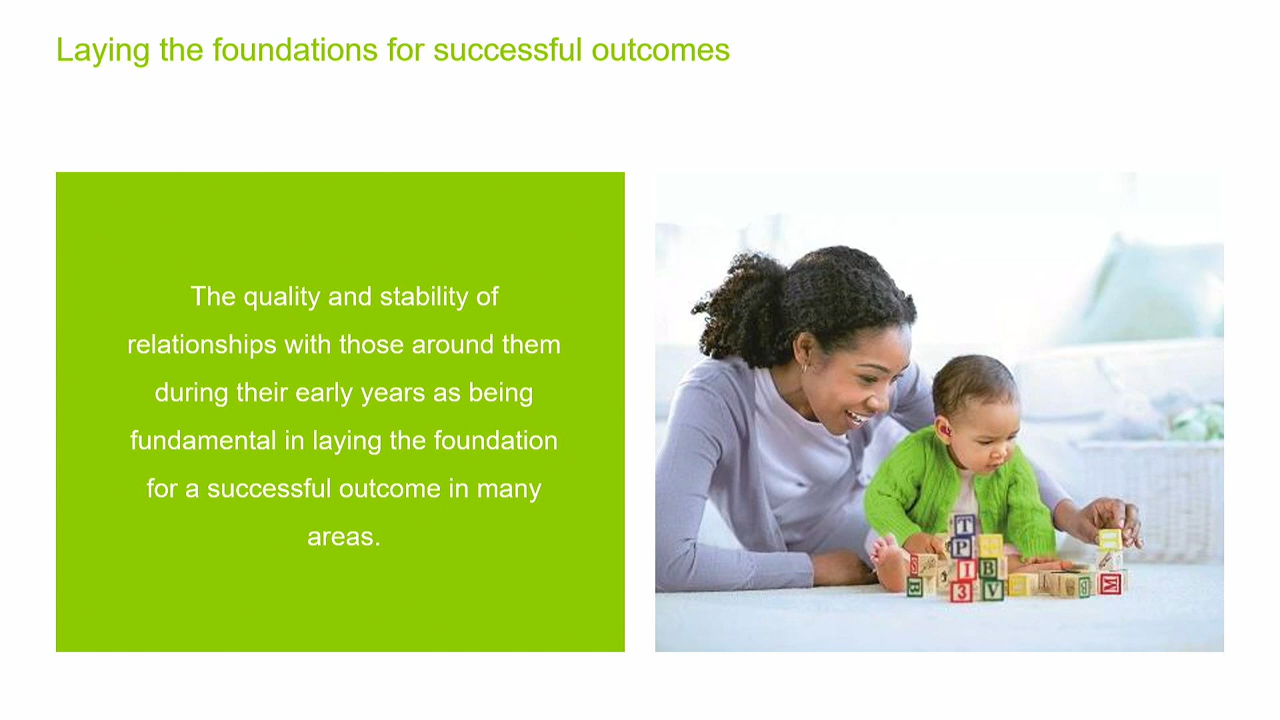 Laying the foundations for successful outcomes
The quality and stability of
relationships with those around them
during their early years as being
fundamental in laying the foundation
for a successful outcome in many
areas.
T
P
I B
3 V
B M